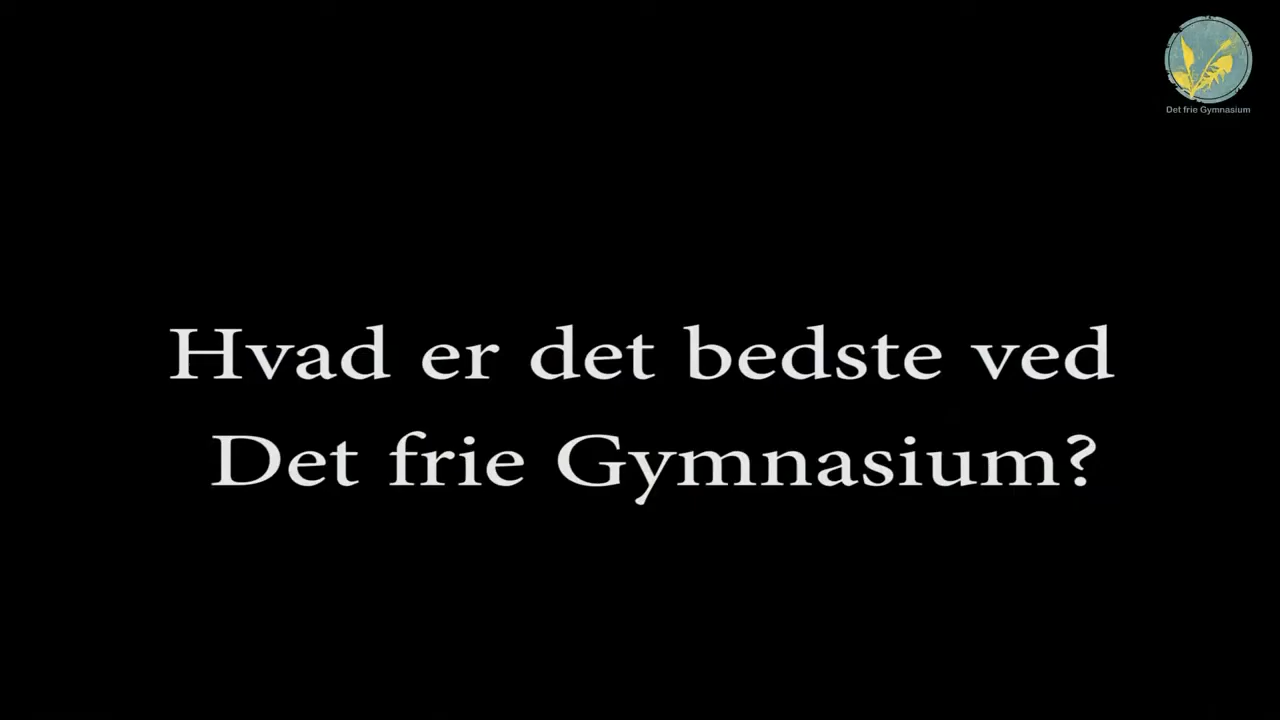 Det frie Gymnasium
Hvad er det bedste ved
Det frie Gymnasium?